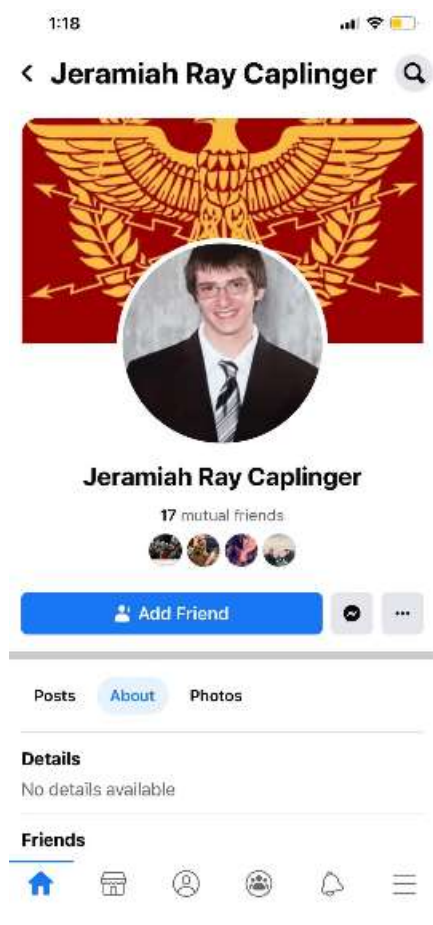 1:18
Jeramiah Ray Caplinger
Jeramiah Ray Caplinger
17 mutual friends
Add Friend
Posts About Photos
Details
No details available
Friends